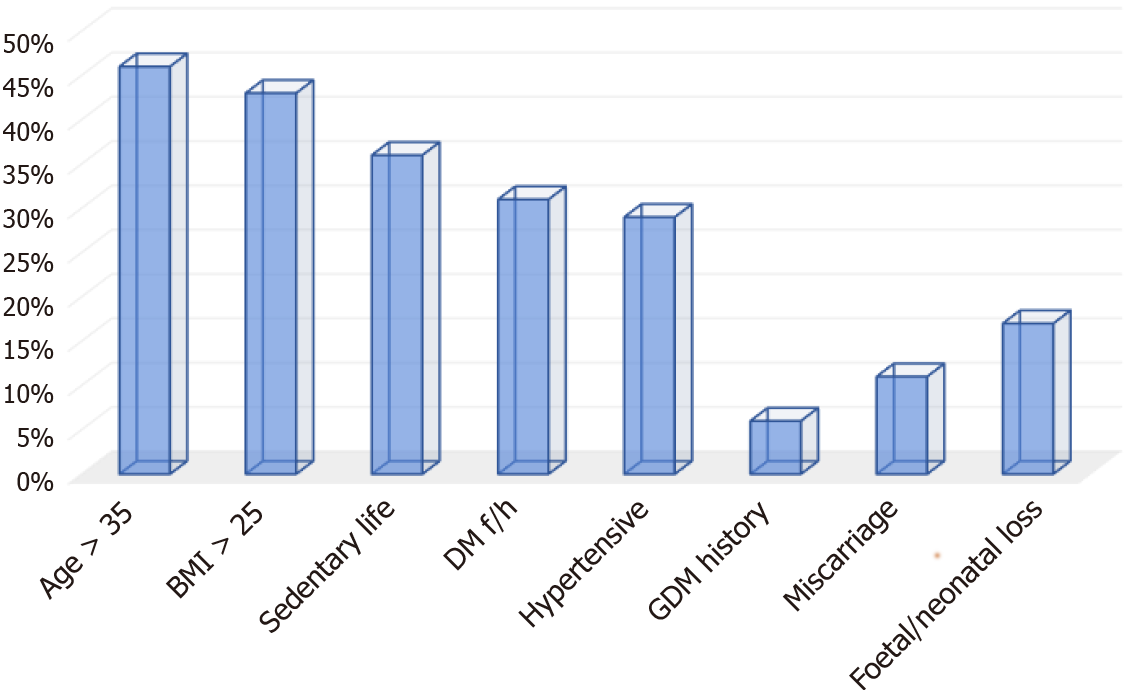 50%
45%
40%
35%
30%
25%
20%
15%
10%
5%
0%
Age > 35
BMI > 25
Sedentary life
DM f/h
Hypertensive
GDM history
Miscarriage
Foetal/neonatal loss